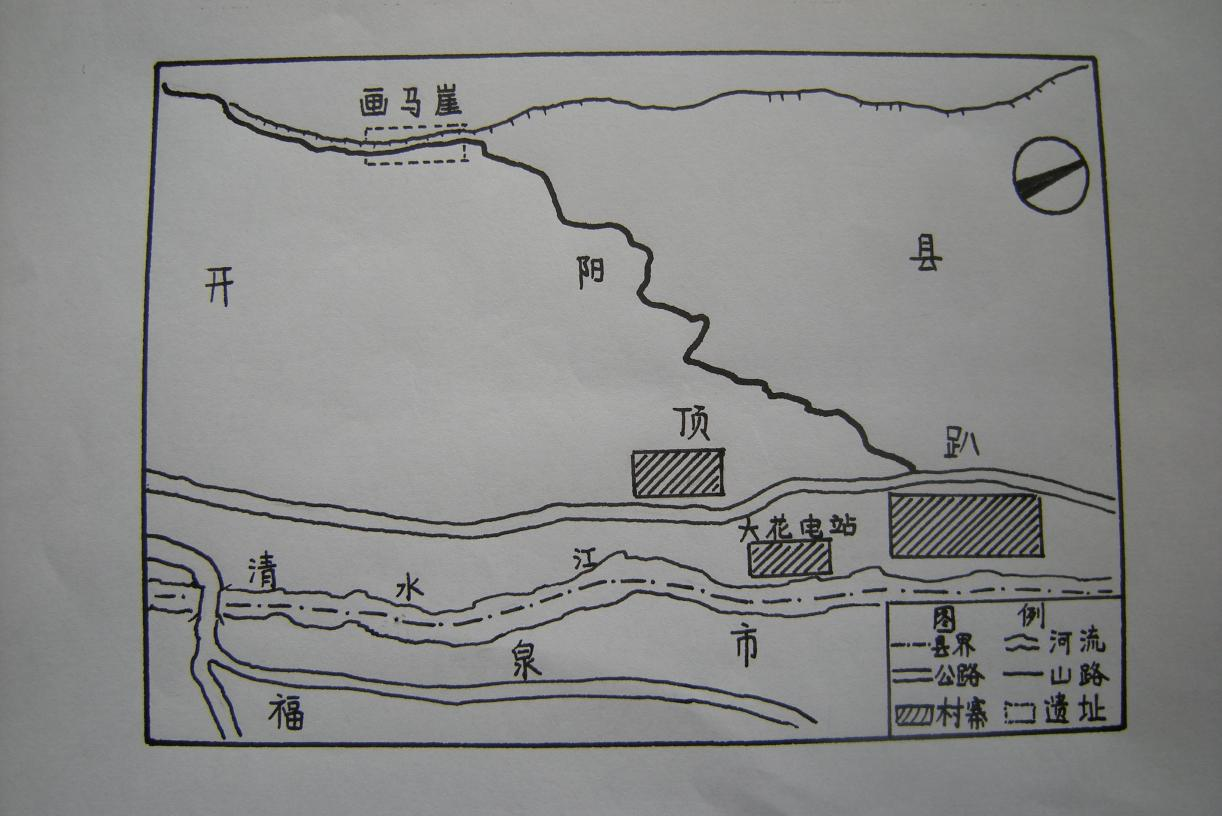 画马崖
县
阳
开
顶
趴
大花电站
清水江
市
泉
福
图例
县界 河流
公路 山路
村寨 遗址